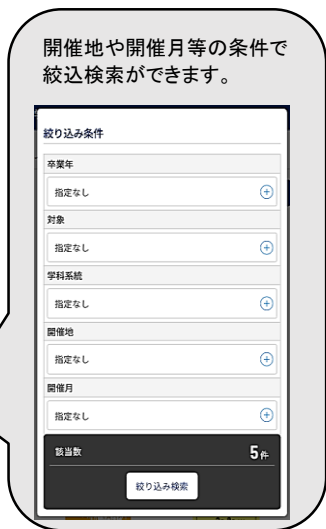 開催地や開催月等の条件で
絞込検索ができます。
絞り込み条件
卒業年
指定なし
対象
指定なし
学科系統
指定なし
開催地
指定なし
開催月
指定なし
該当数 5件
絞り込み検索